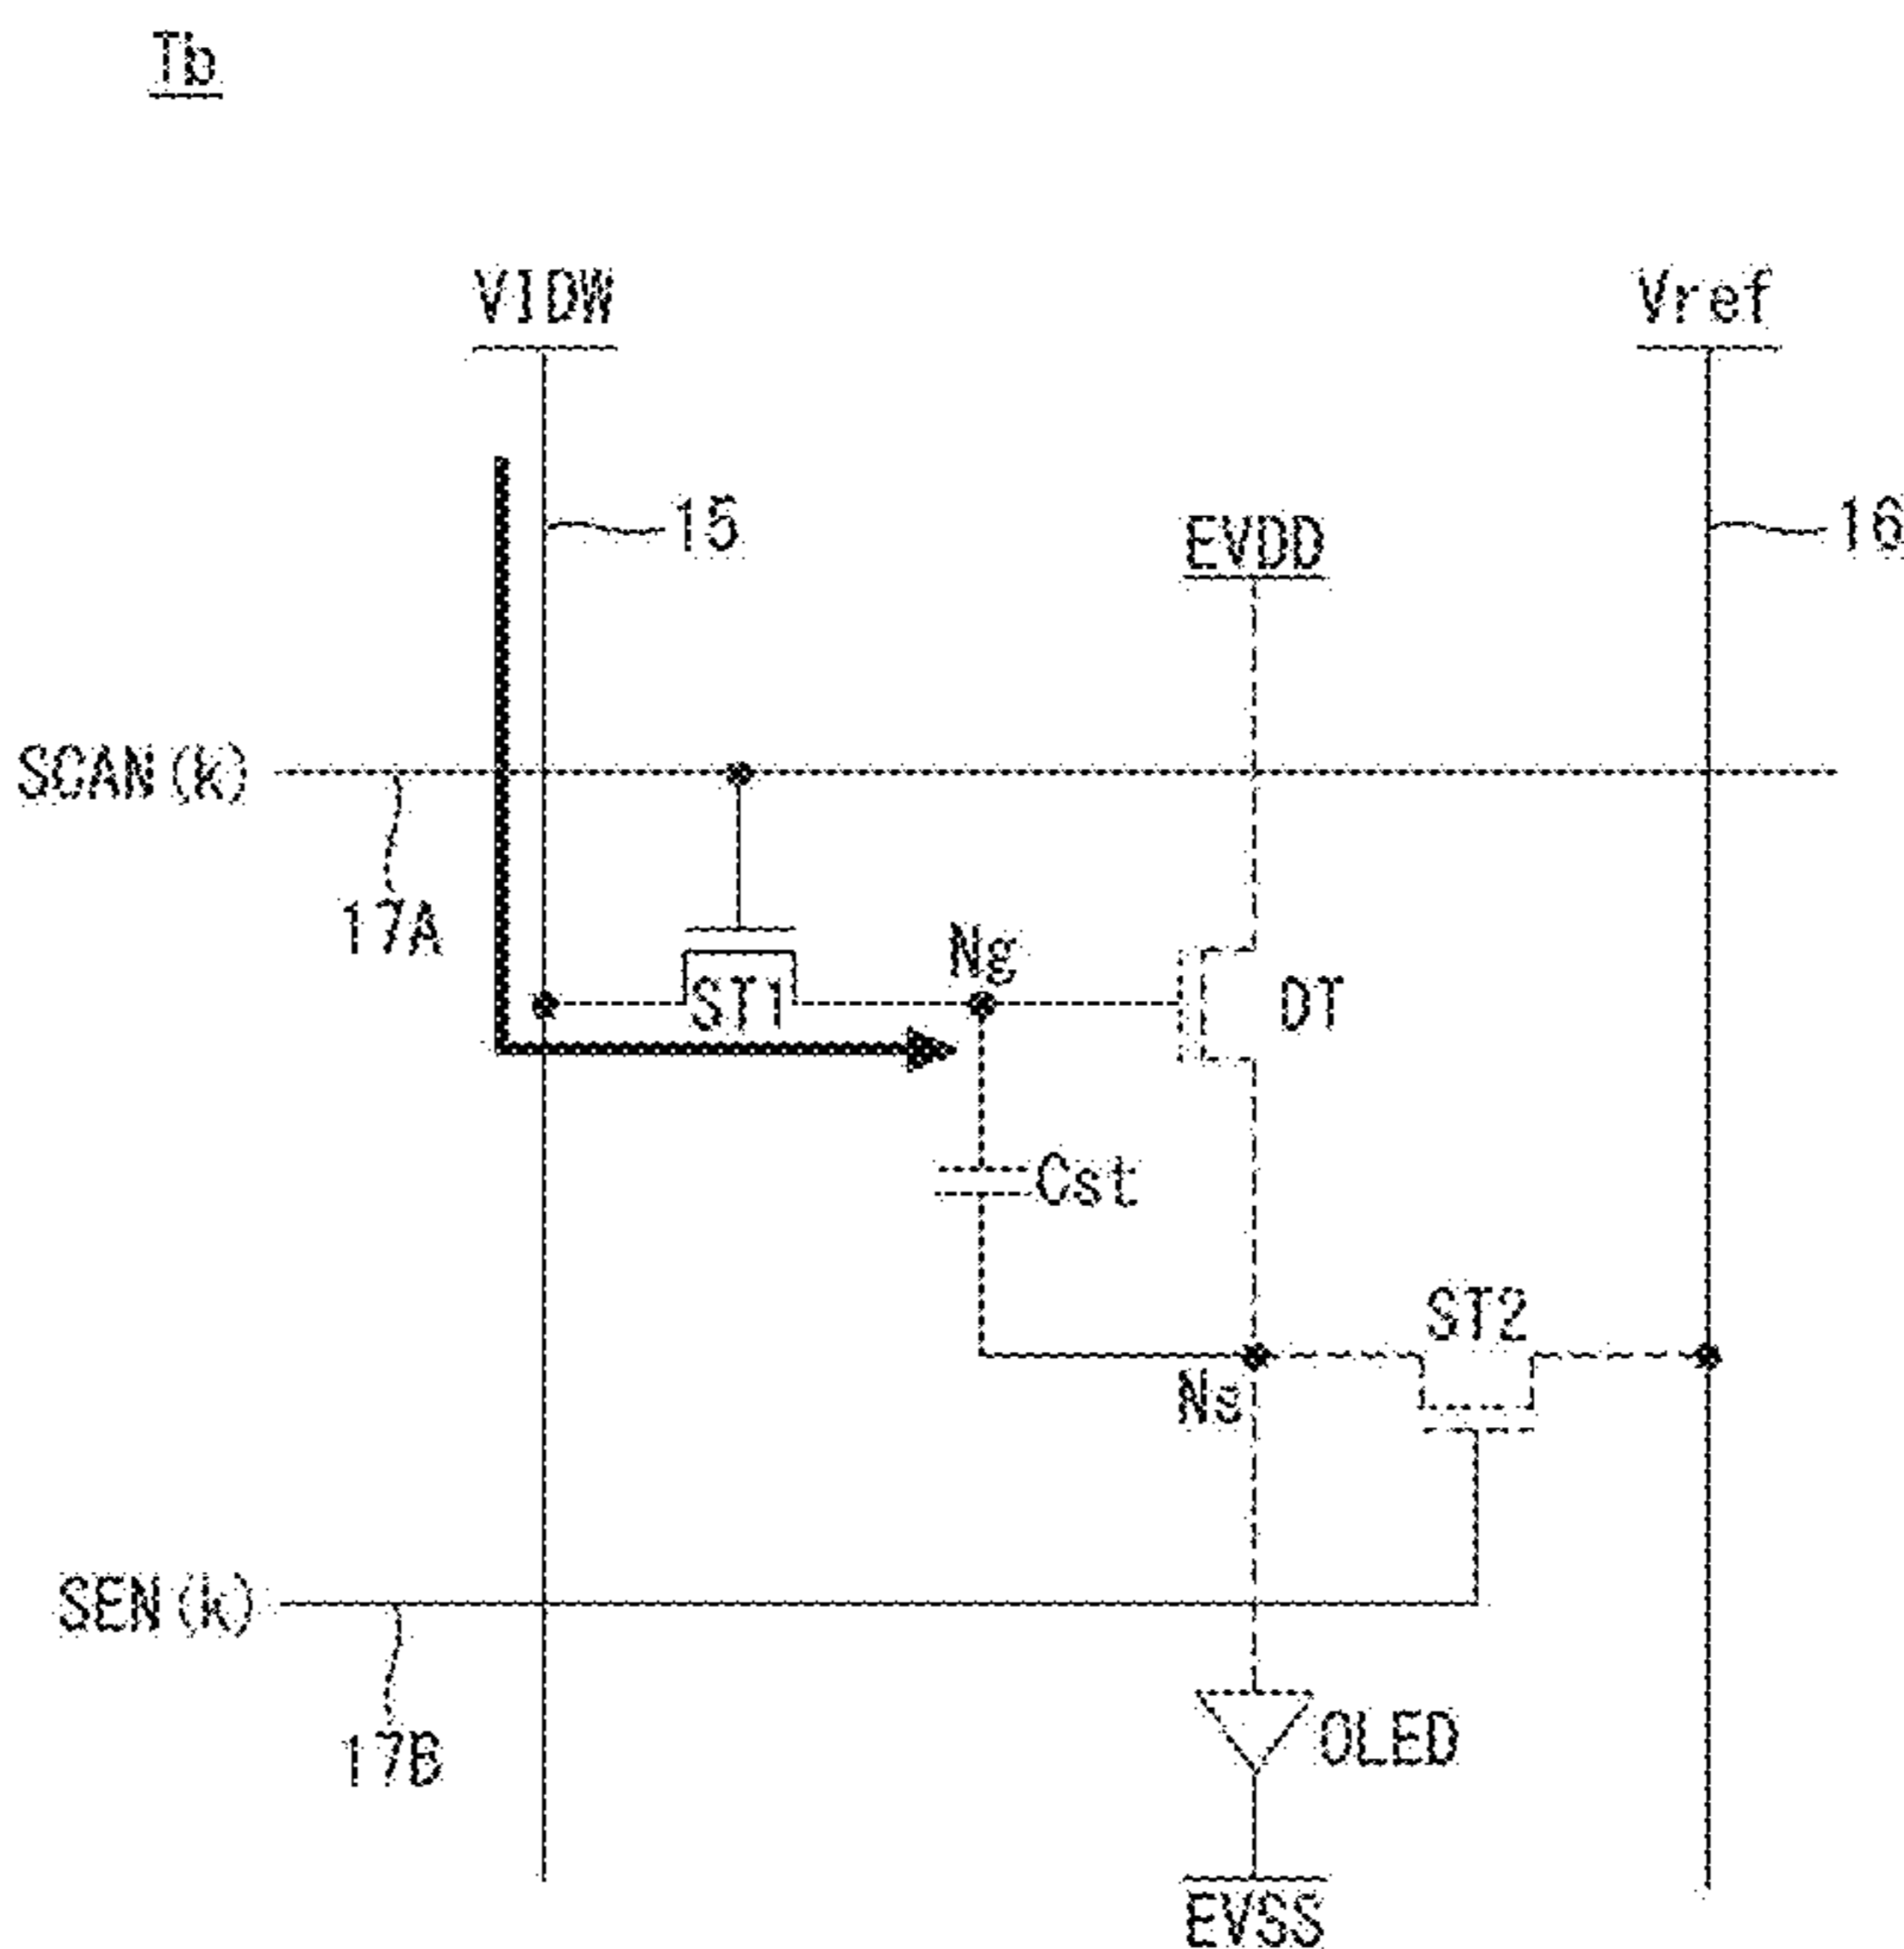 Tb
VIDW
Vref
15
EVDD
16
SCAN(k)
17A
Ng
ST1
DT
Cst
ST2
Ns
SEN(k)
17B
OLED
EVSS